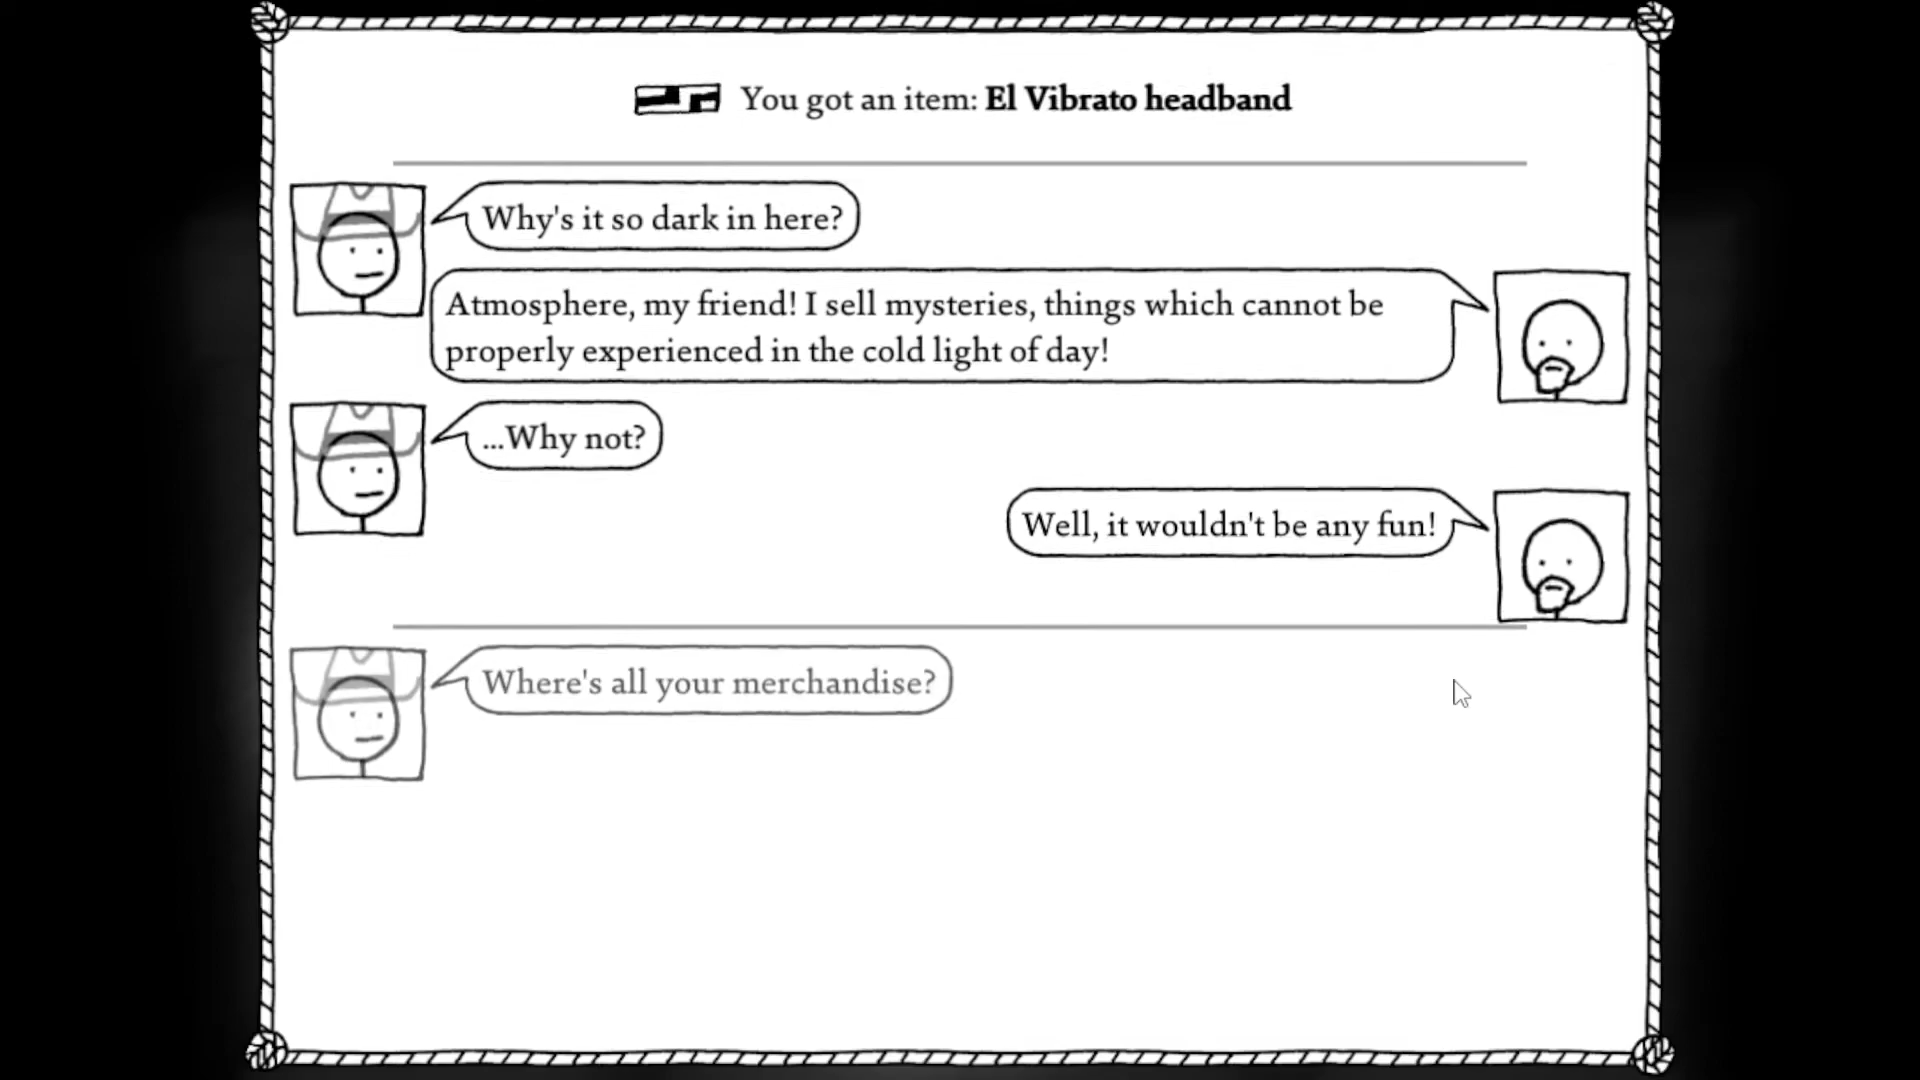 You got an item: El Vibrato headband
Why's it so dark in here?
Atmosphere, my friend! I sell mysteries, things which cannot be
properly experienced in the cold light of day!
...Why not?
Well, it wouldn't be any fun!
Where's all your merchandise?